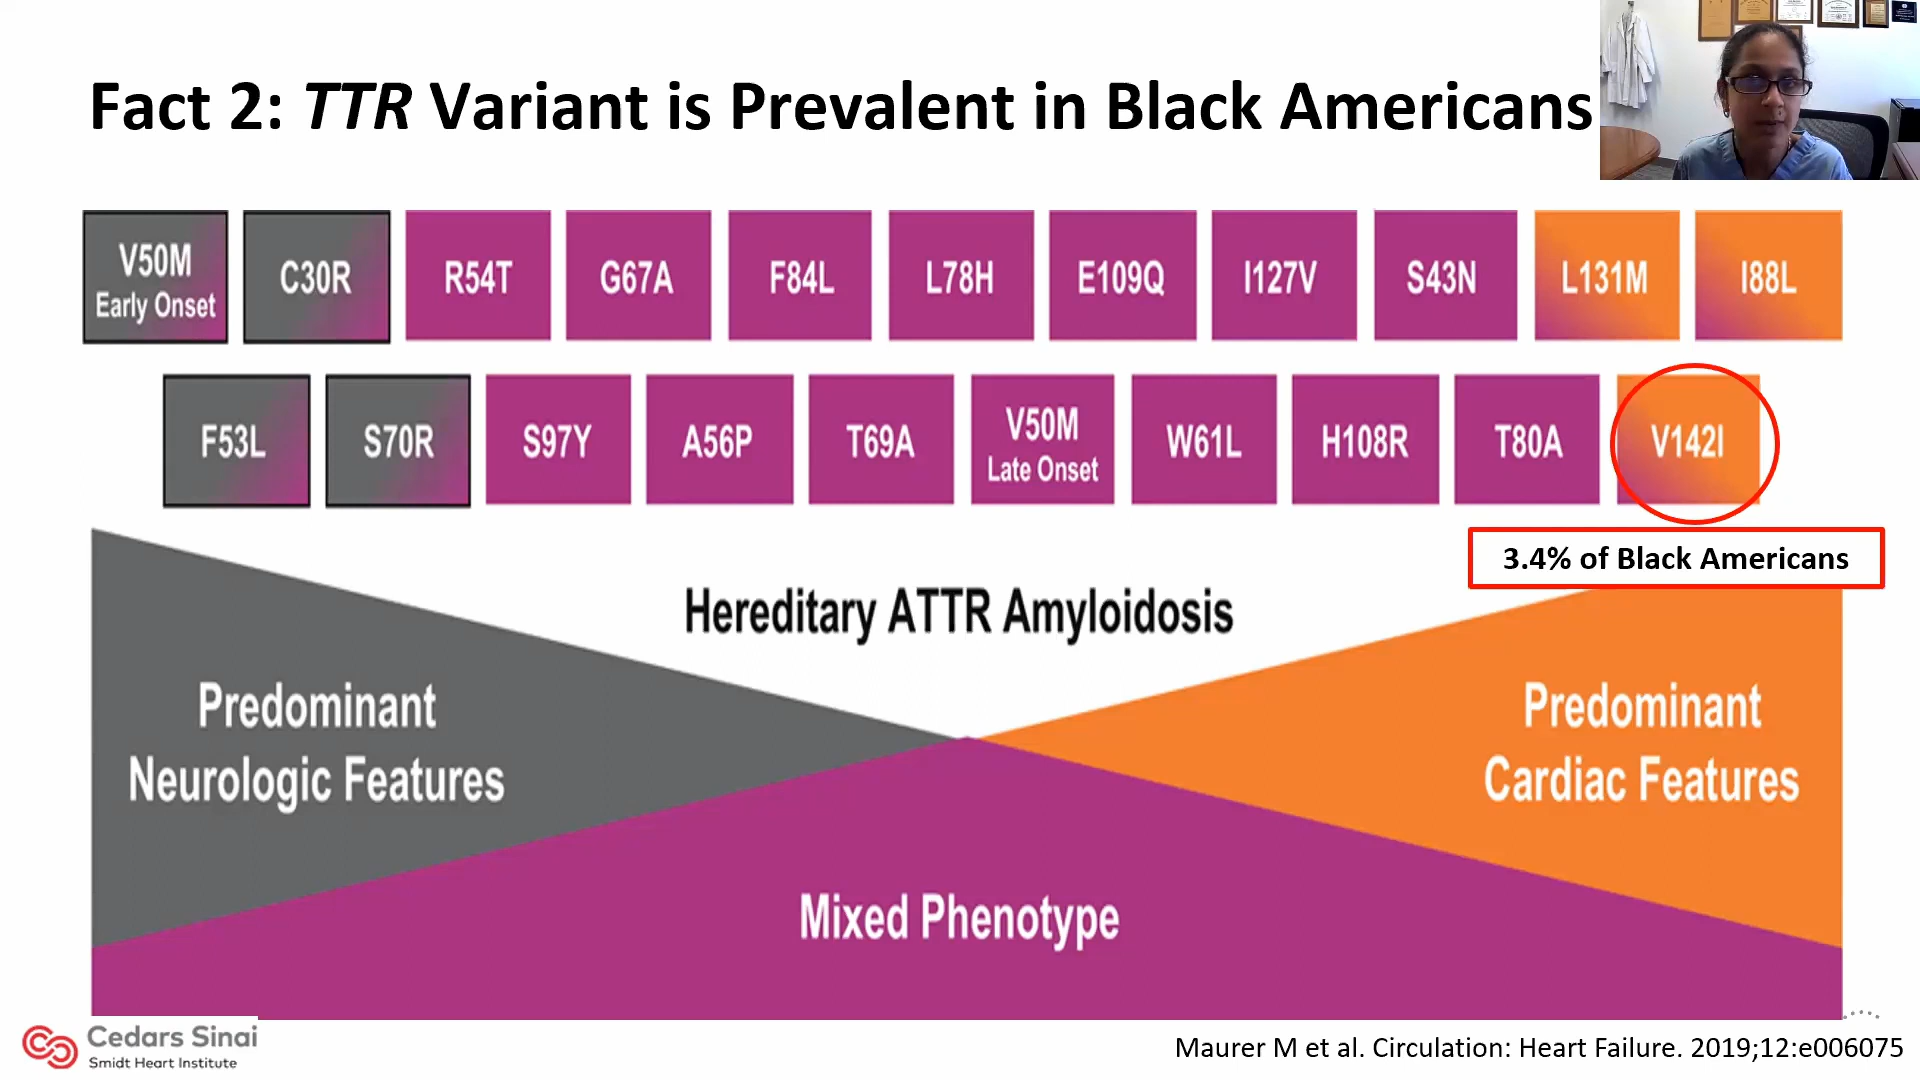 Fact 2: TTR Variant is Prevalent in Black Americans
V50M
Early Onset
C30R
R54T
G67A
F84L
L78H
E109Q
I127V
S43N
L131M
I88L
F53L
S70R
S97Y
A56P
T69A
V50M
Late Onset
W61L
H108R
T80A
V142I
3.4% of Black Americans
Hereditary ATTR Amyloidosis
Predominant
Neurologic Features
Predominant
Cardiac Features
Mixed Phenotype
Cedars Sinai
Smidt Heart Institute
Maurer M et al. Circulation: Heart Failure. 2019;12:e006075